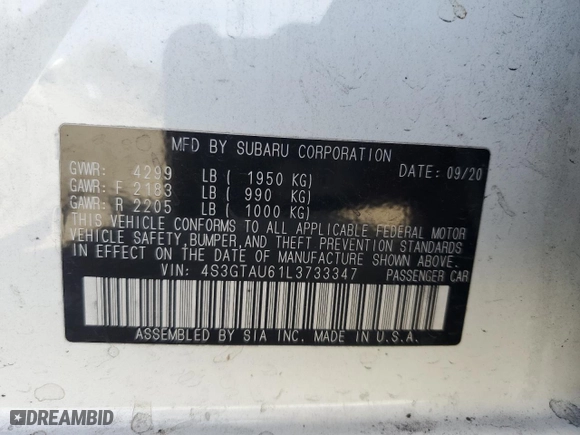 MFD BY SUBARU CORPORATION
GVWR: 4299 LB ( 1950 KG) DATE: 09/20
GAWR: F 2183 LB ( 990 KG)
GAWR: R 2205 LB ( 1000 KG)
THIS VEHICLE CONFORMS TO ALL APPLICABLE FEDERAL MOTOR
VEHICLE SAFETY, BUMPER, AND THEFT PREVENTION STANDARDS
IN EFFECT ON THE DATE OF MANUFACTURE SHOWN ABOVE.
VIN: 4S3GTAU61L3733347 PASSENGER CAR
ASSEMBLED BY SIA INC. MADE IN U.S.A.
DREAMBID